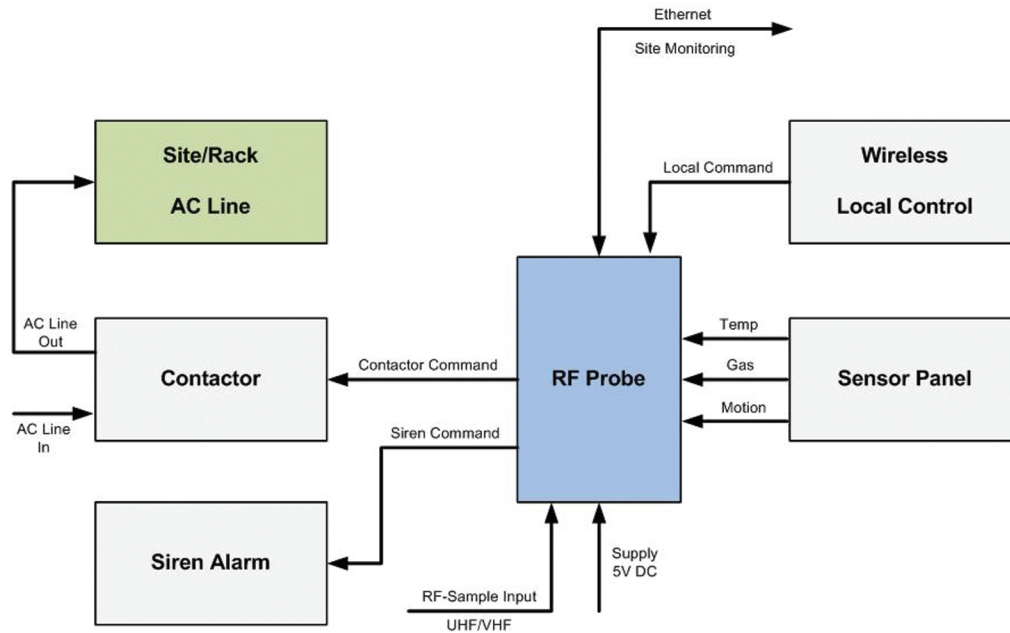 Ethernet
Site Monitoring
Site/Rack
AC Line
Wireless
Local Control
Local Command
AC Line
Out
Contactor
Contactor Command
RF Probe
Temp
Gas
Motion
Sensor Panel
AC Line
In
Siren Command
Siren Alarm
Supply
5V DC
RF-Sample Input
UHF/VHF